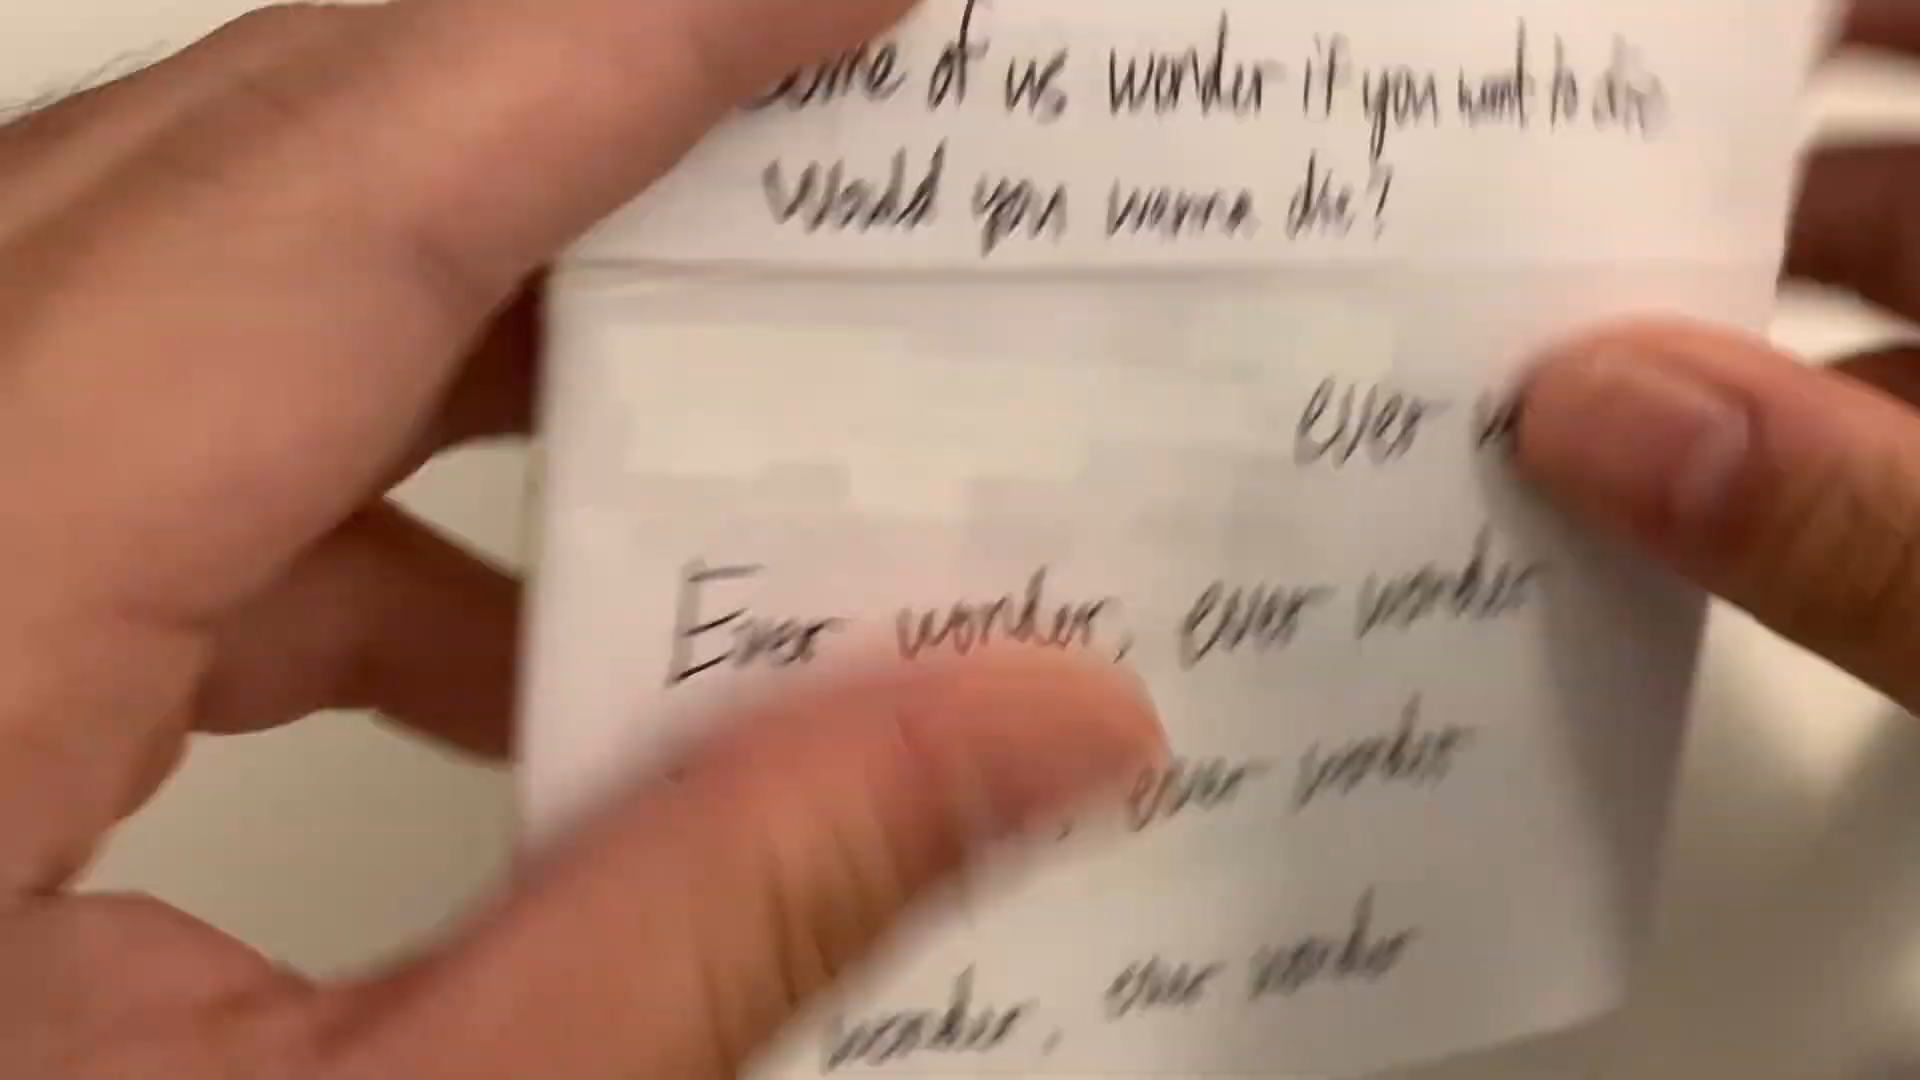 of us wonder if you want to die
Would you wanna die?
ever
Ever wonder, ever wonder
, ever wonder
wonder, ever wonder